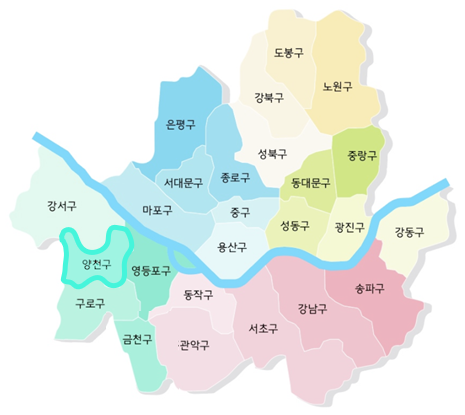 도봉구
노원구
강북구
은평구
성북구
중랑구
종로구
서대문구
동대문구
강서구
마포구
중구
성동구
광진구
강동구
용산구
양천구
영등포구
송파구
동작구
구로구
강남구
서초구
금천구
관악구